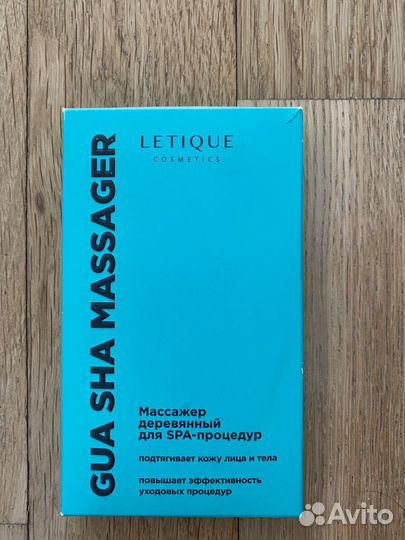 GUA SHA MASSAGER
LETIQUE
COSMETICS
Массажер
деревянный
для SPA-процедур
подтягивает кожу лица и тела
повышает эффективность
уходовых процедур
Avito